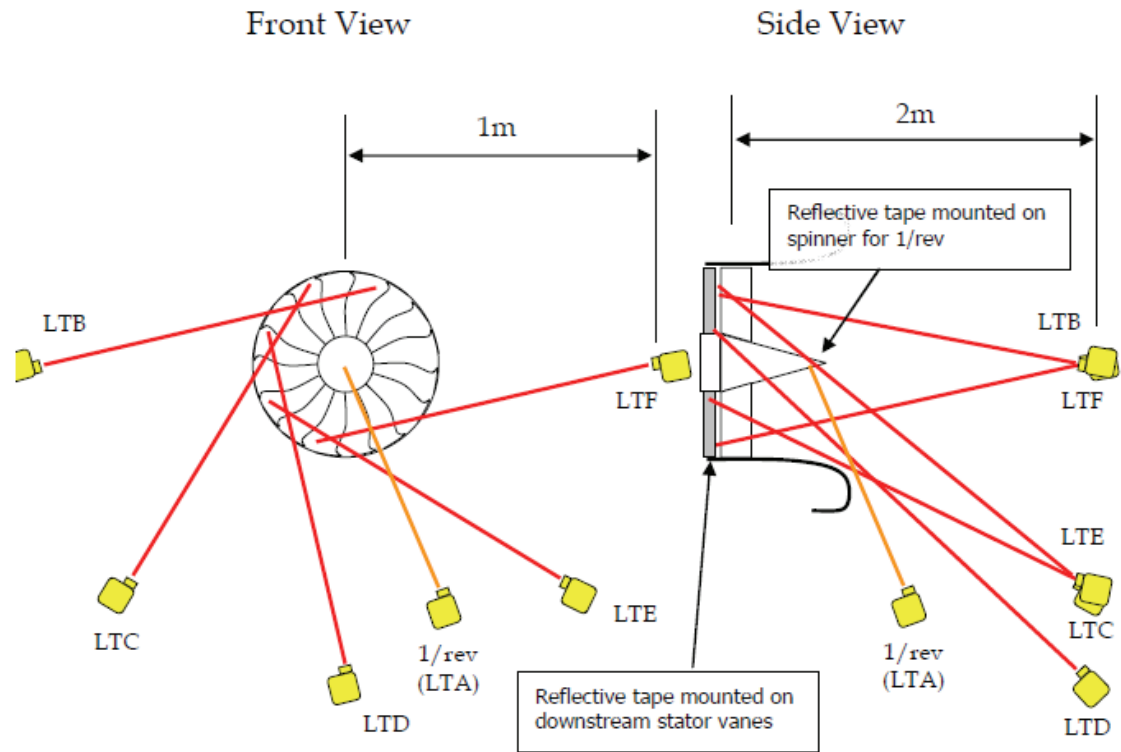 Front View
Side View
1m
2m
Reflective tape mounted on
spinner for 1/rev
LTB
LTB
LTF
LTF
LTE
LTE
LTC
LTC
1/rev
(LTA)
1/rev
(LTA)
LTD
LTD
Reflective tape mounted on
downstream stator vanes